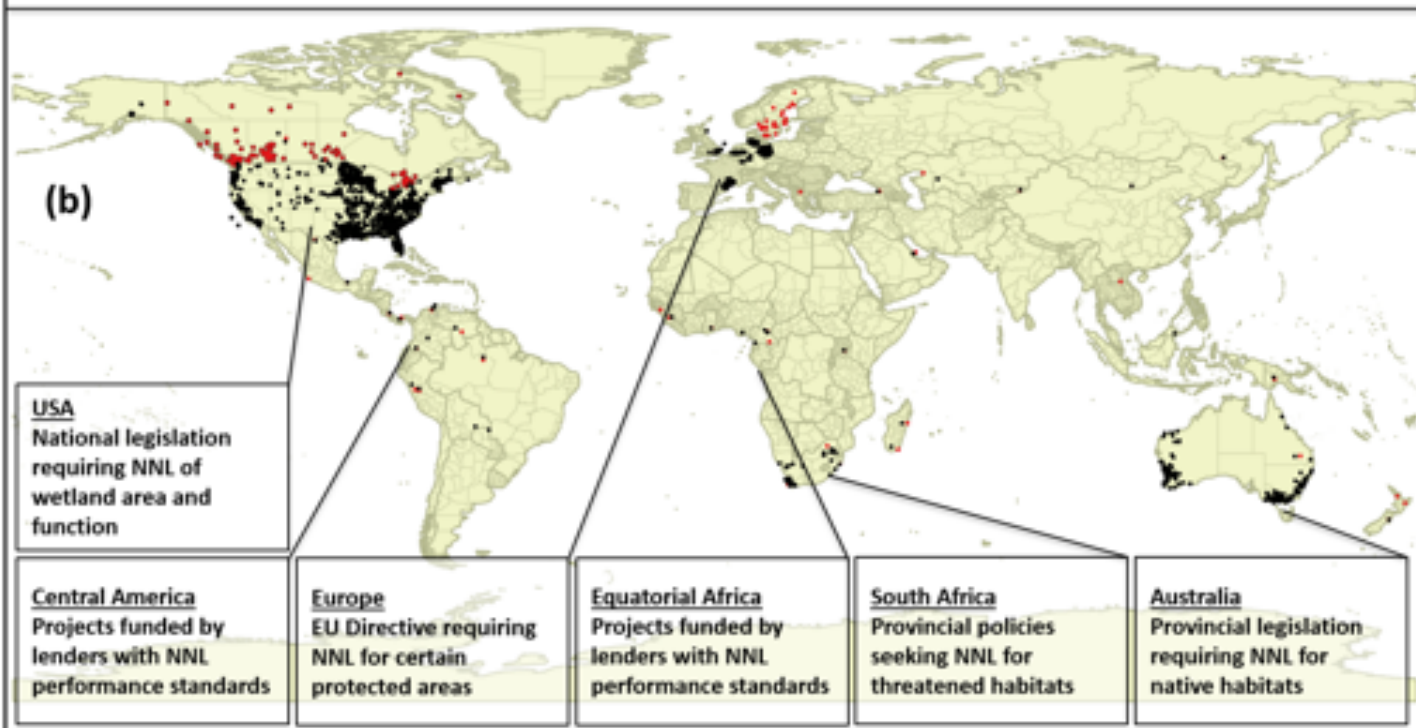 (b)
USA
National legislation
requiring NNL of
wetland area and
function
Central America
Projects funded by
lenders with NNL
performance standards
Europe
EU Directive requiring
NNL for certain
protected areas
Equatorial Africa
Projects funded by
lenders with NNL
performance standards
South Africa
Provincial policies
seeking NNL for
threatened habitats
Australia
Provincial legislation
requiring NNL for
native habitats